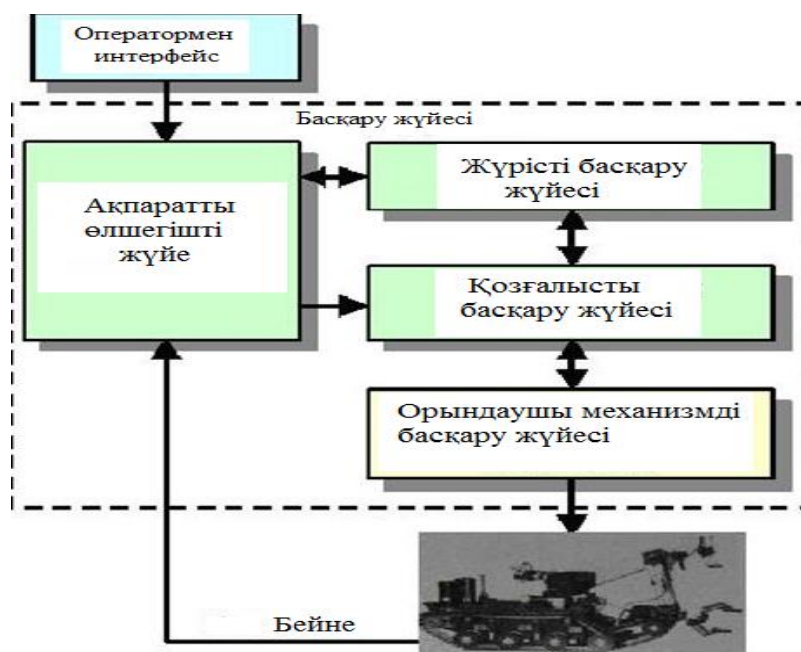 Оператормен
интерфейс
Басқару жүйесі
Ақпаратты
өлшегішті
жүйе
Жүрісті басқару
жүйесі
Қозғалысты
басқару жүйесі
Орындаушы механизмді
басқару жүйесі
Бейне